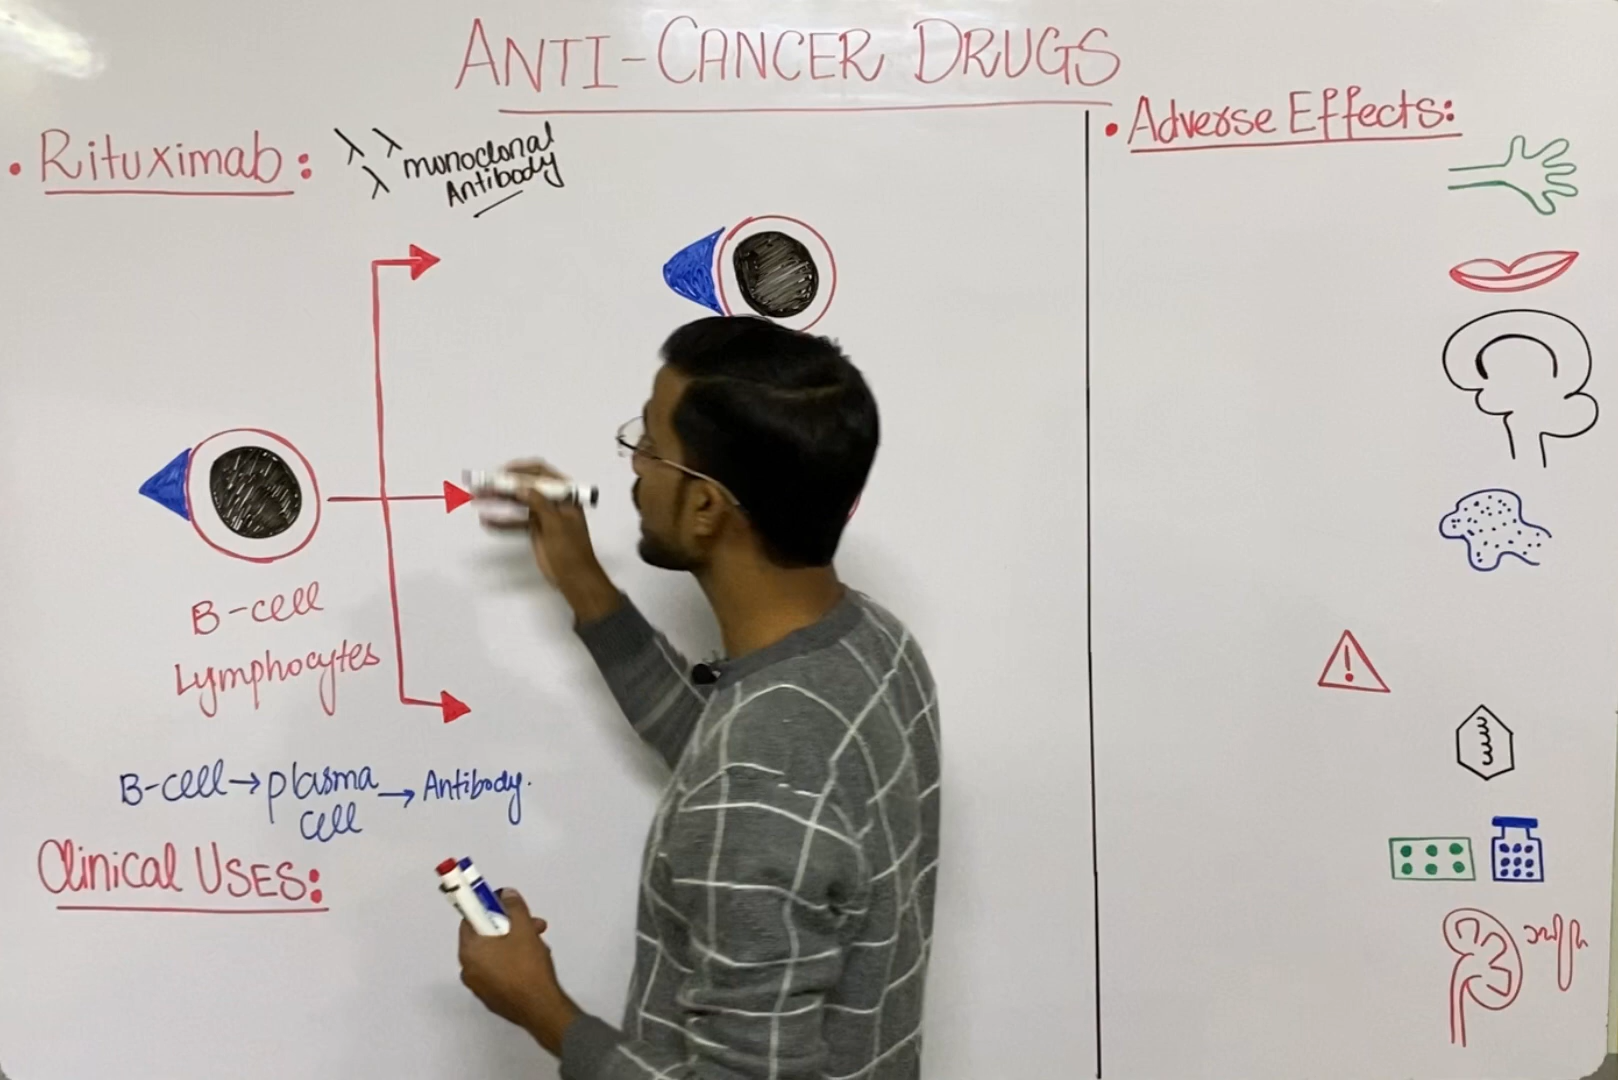 ANTI-CANCER DRUGS
• Rituximab:
monoclonal
Antibody
B-cell
Lymphocytes
B-cell → plasma cell → Antibody.
Clinical USES:
• Adverse Effects:
!